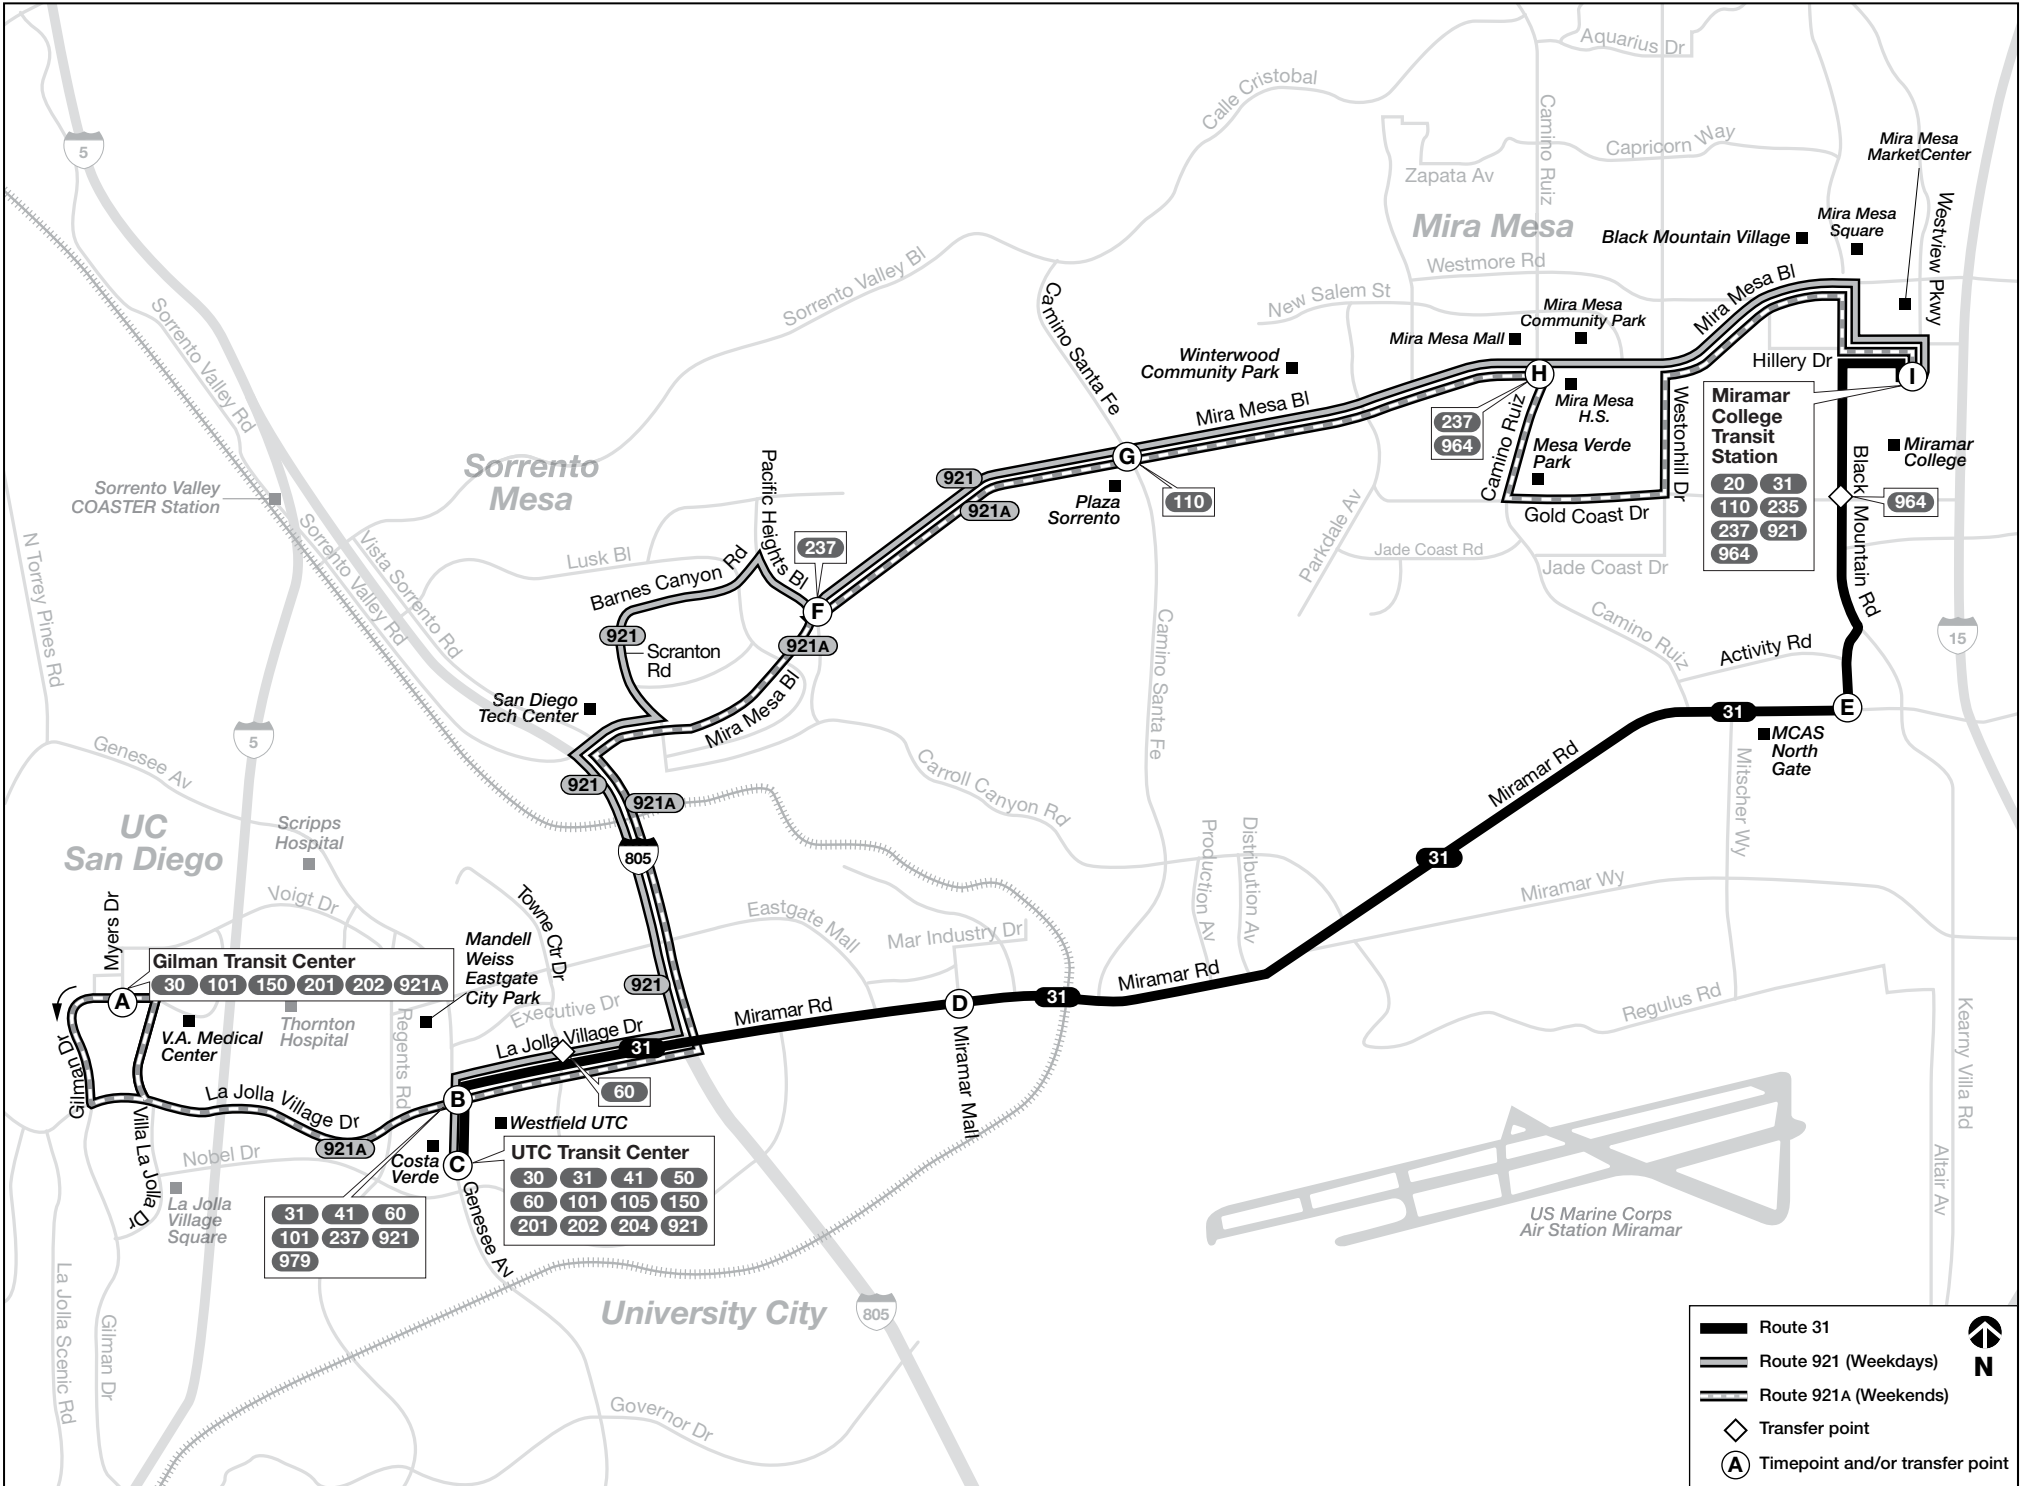 Aquarius Dr
Calle Cristobal
Camino Ruiz
Capricorn Way
Zapata Av
Mira Mesa
MarketCenter
Westview Pkwy
Mira Mesa
Square
Black Mountain Village
Mira Mesa
Westmore Rd
New Salem St
Mira Mesa Bl
Mira Mesa
Community Park
Mira Mesa Mall
Winterwood
Community Park
Hillery Dr
5
Sorrento Valley Rd
Sorrento Valley Bl
Camino Santa Fe
Mira Mesa Bl
H
I
237
964
Camino Ruiz
Mira Mesa
H.S.
Mesa Verde
Park
Westonhill Dr
Gold Coast Dr
Miramar
College
Transit
Station
20 31
110 235
237 921
964
Black Mountain Rd
Miramar
College
964
Sorrento
Mesa
Sorrento Valley
COASTER Station
Sorrento Valley Rd
Vista Sorrento Rd
N Torrey Pines Rd
Lusk Bl
Pacific Heights Bl
Barnes Canyon Rd
921
921A
G
110
Plaza
Sorrento
237
F
921
Scranton
Rd
921A
Mira Mesa Bl
San Diego
Tech Center
Parkdale Av
Jade Coast Rd
Jade Coast Dr
Camino Ruiz
Activity Rd
15
31
E
MCAS
North
Gate
Camino Santa Fe
Miramar Rd
Mitscher Wy
Genesee Av
5
921
921A
805
Carroll Canyon Rd
Production Av
Distribution Av
31
Miramar Wy
UC
San Diego
Scripps
Hospital
Voigt Dr
Myers Dr
Gilman Transit Center
30 101 150 201 202 921A
A
Gilman Dr
V.A. Medical
Center
Thornton
Hospital
Regents Rd
Mandell
Weiss
Eastgate
City Park
Towne Ctr Dr
Executive Dr
Eastgate Mall
Mar Industry Dr
921
La Jolla Village Dr
31
60
Miramar Rd
D
31
Miramar Rd
Miramar Mall
Regulus Rd
Kearny Villa Rd
Altair Av
La Jolla Village Dr
921A
B
Villa La Jolla Dr
Nobel Dr
La Jolla
Village
Square
Costa
Verde
C
Westfield UTC
UTC Transit Center
30 31 41 50
60 101 105 150
201 202 204 921
31 41 60
101 237 921
979
Genesee Av
US Marine Corps
Air Station Miramar
University City
805
La Jolla Scenic Rd
Gilman Dr
Governor Dr
Route 31
Route 921 (Weekdays)
N
Route 921A (Weekends)
Transfer point
A Timepoint and/or transfer point